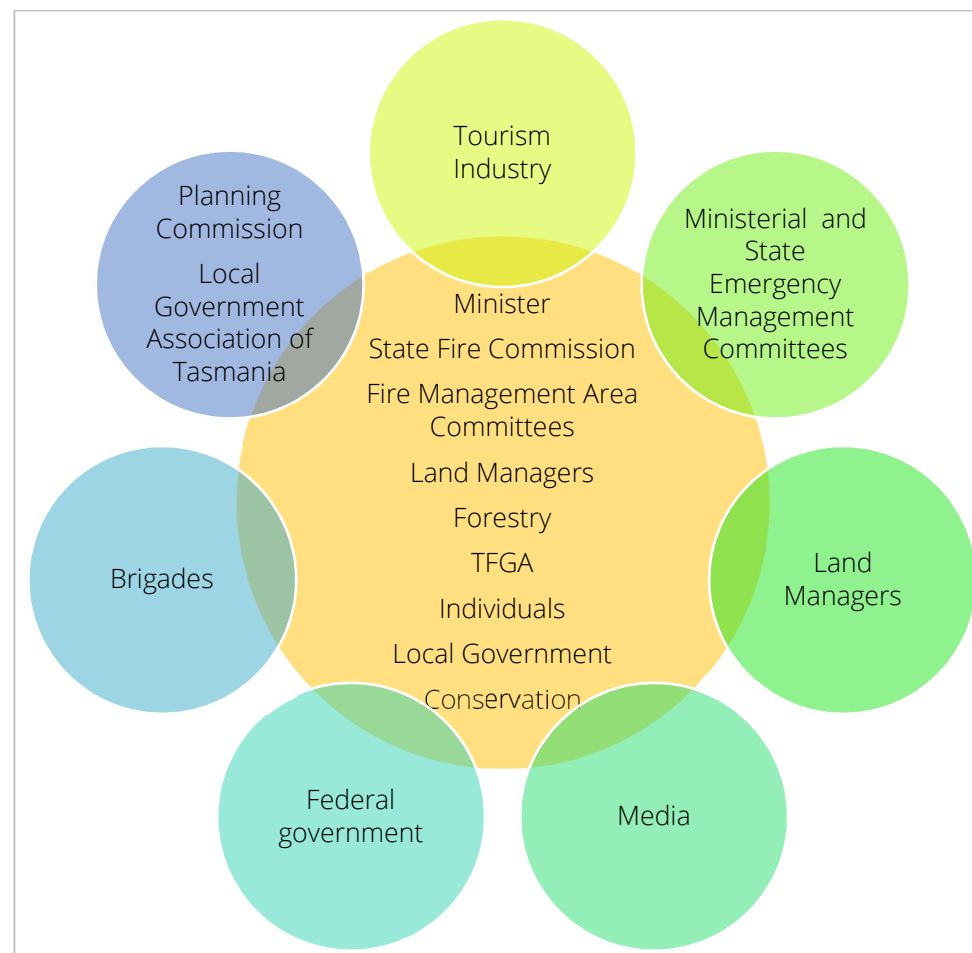 Tourism
Industry
Planning
Commission
Local
Government
Association of
Tasmania
Ministerial and
State
Emergency
Management
Committees
Minister
State Fire Commission
Fire Management Area
Committees
Land Managers
Forestry
TFGA
Individuals
Local Government
Conservation
Brigades
Land
Managers
Federal
government
Media